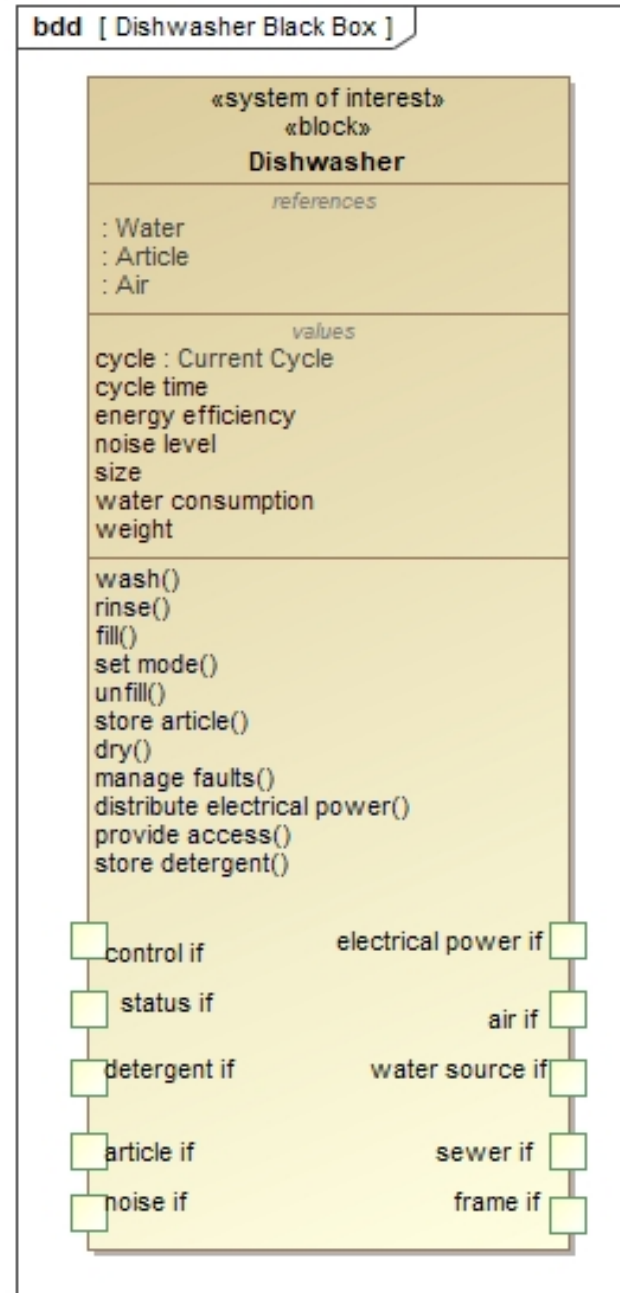 bdd [ Dishwasher Black Box ]
«system of interest»
«block»
Dishwasher
references
: Water
: Article
: Air
values
cycle : Current Cycle
cycle time
energy efficiency
noise level
size
water consumption
weight
wash()
rinse()
fill()
set mode()
unfill()
store article()
dry()
manage faults()
distribute electrical power()
provide access()
store detergent()
control if
electrical power if
status if
air if
detergent if
water source if
article if
sewer if
noise if
frame if